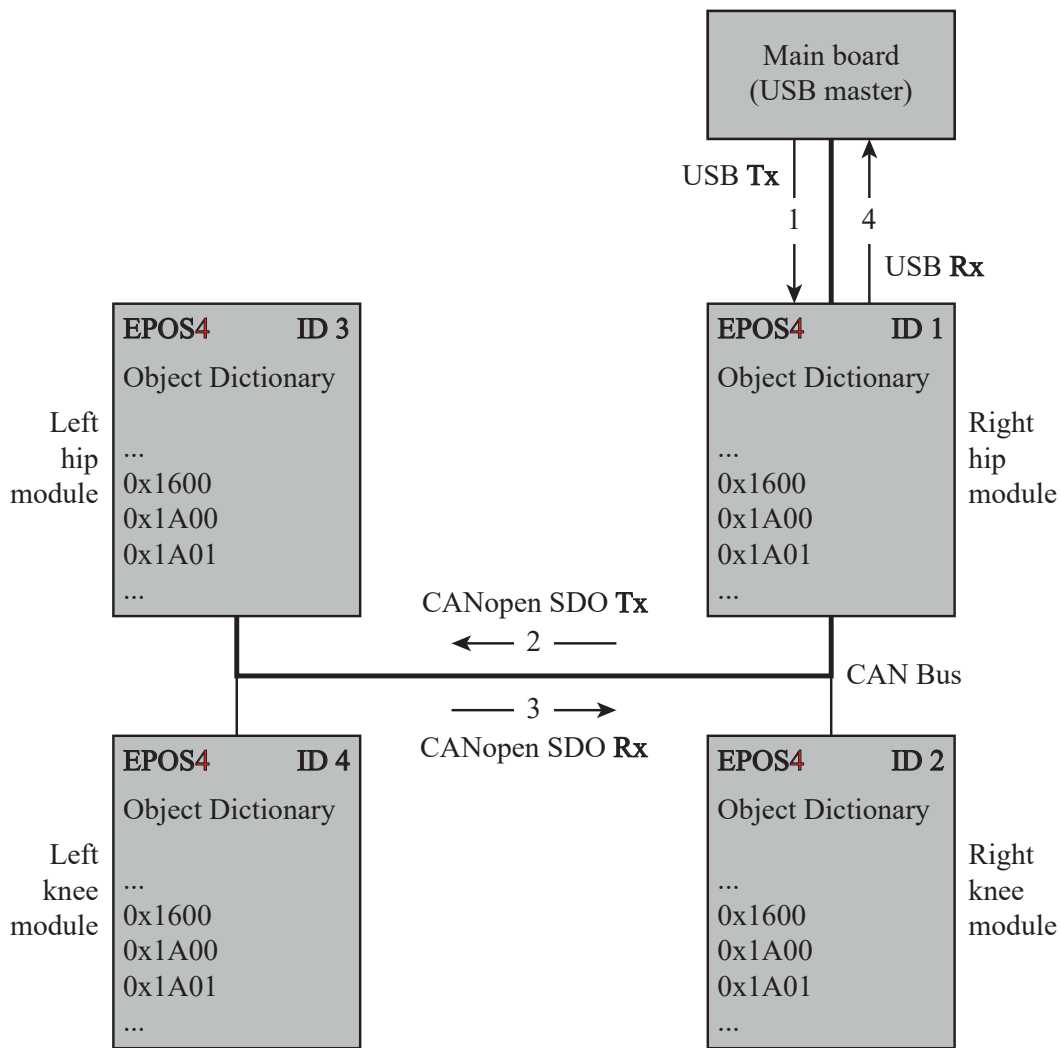 Main board
(USB master)
USB Tx
1
4
USB Rx
EPOS4 ID 3
Object Dictionary
...
0x1600
0x1A00
0x1A01
...
Left
hip
module
EPOS4 ID 1
Object Dictionary
...
0x1600
0x1A00
0x1A01
...
Right
hip
module
CANopen SDO Tx
2
CAN Bus
3
CANopen SDO Rx
EPOS4 ID 4
Object Dictionary
...
0x1600
0x1A00
0x1A01
...
Left
knee
module
EPOS4 ID 2
Object Dictionary
...
0x1600
0x1A00
0x1A01
...
Right
knee
module